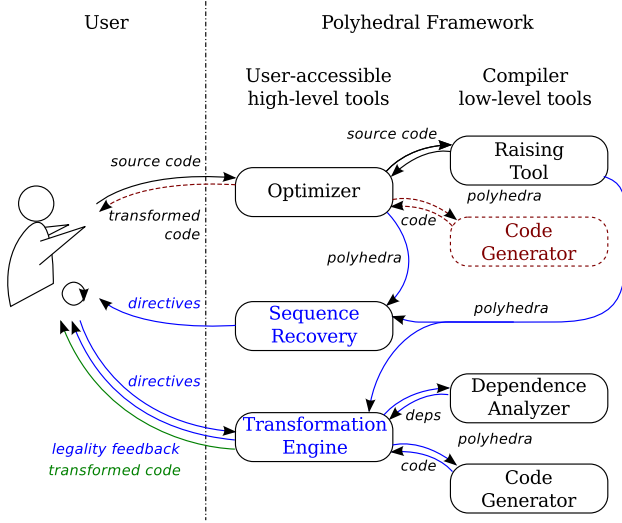 User
Polyhedral Framework
User-accessible
high-level tools
Compiler
low-level tools
source code
source code
Raising
Tool
Optimizer
transformed
code
polyhedra
code
Code
Generator
polyhedra
directives
Sequence
Recovery
polyhedra
directives
Dependence
Analyzer
deps
Transformation
Engine
polyhedra
legality feedback
code
transformed code
Code
Generator